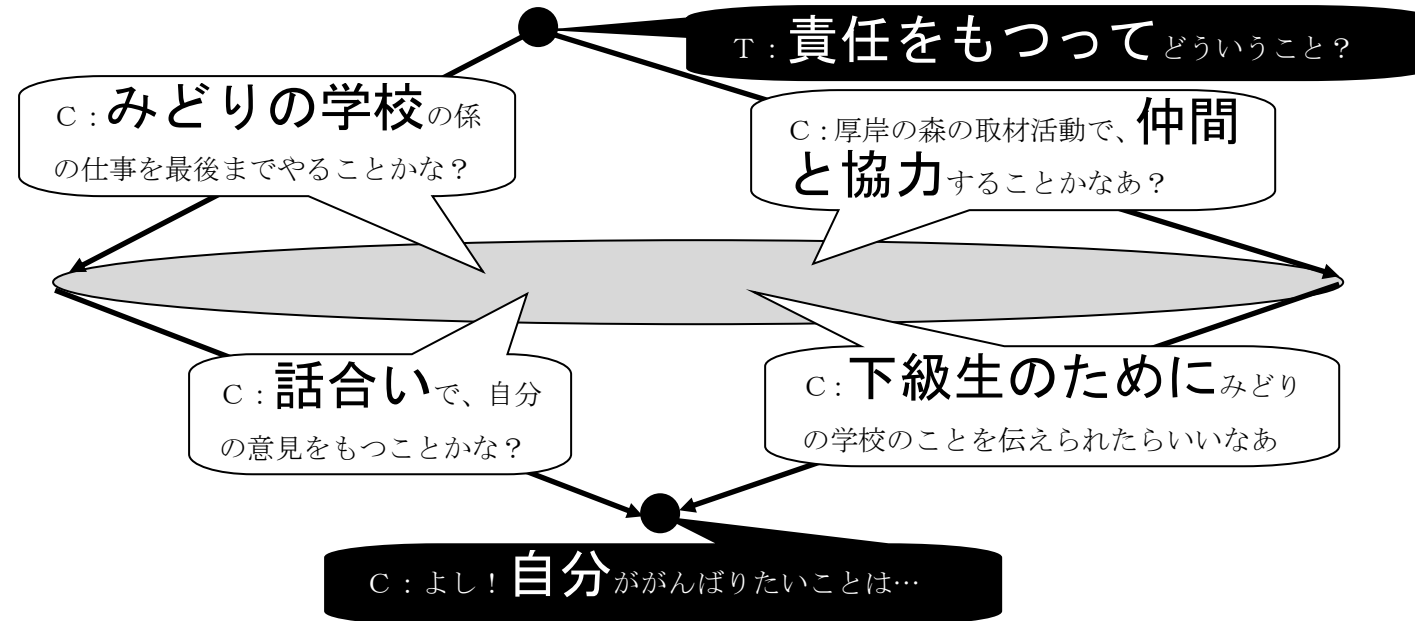 T：責任をもつってどういうこと？
C：みどりの学校の係
の仕事を最後までやることかな？
C：厚岸の森の取材活動で、仲間
と協力することかなあ？
C：話合いで、自分
の意見をもつことかな？
C：下級生のためにみどり
の学校のことを伝えられたらいいなあ
C：よし！自分ががんばりたいことは…